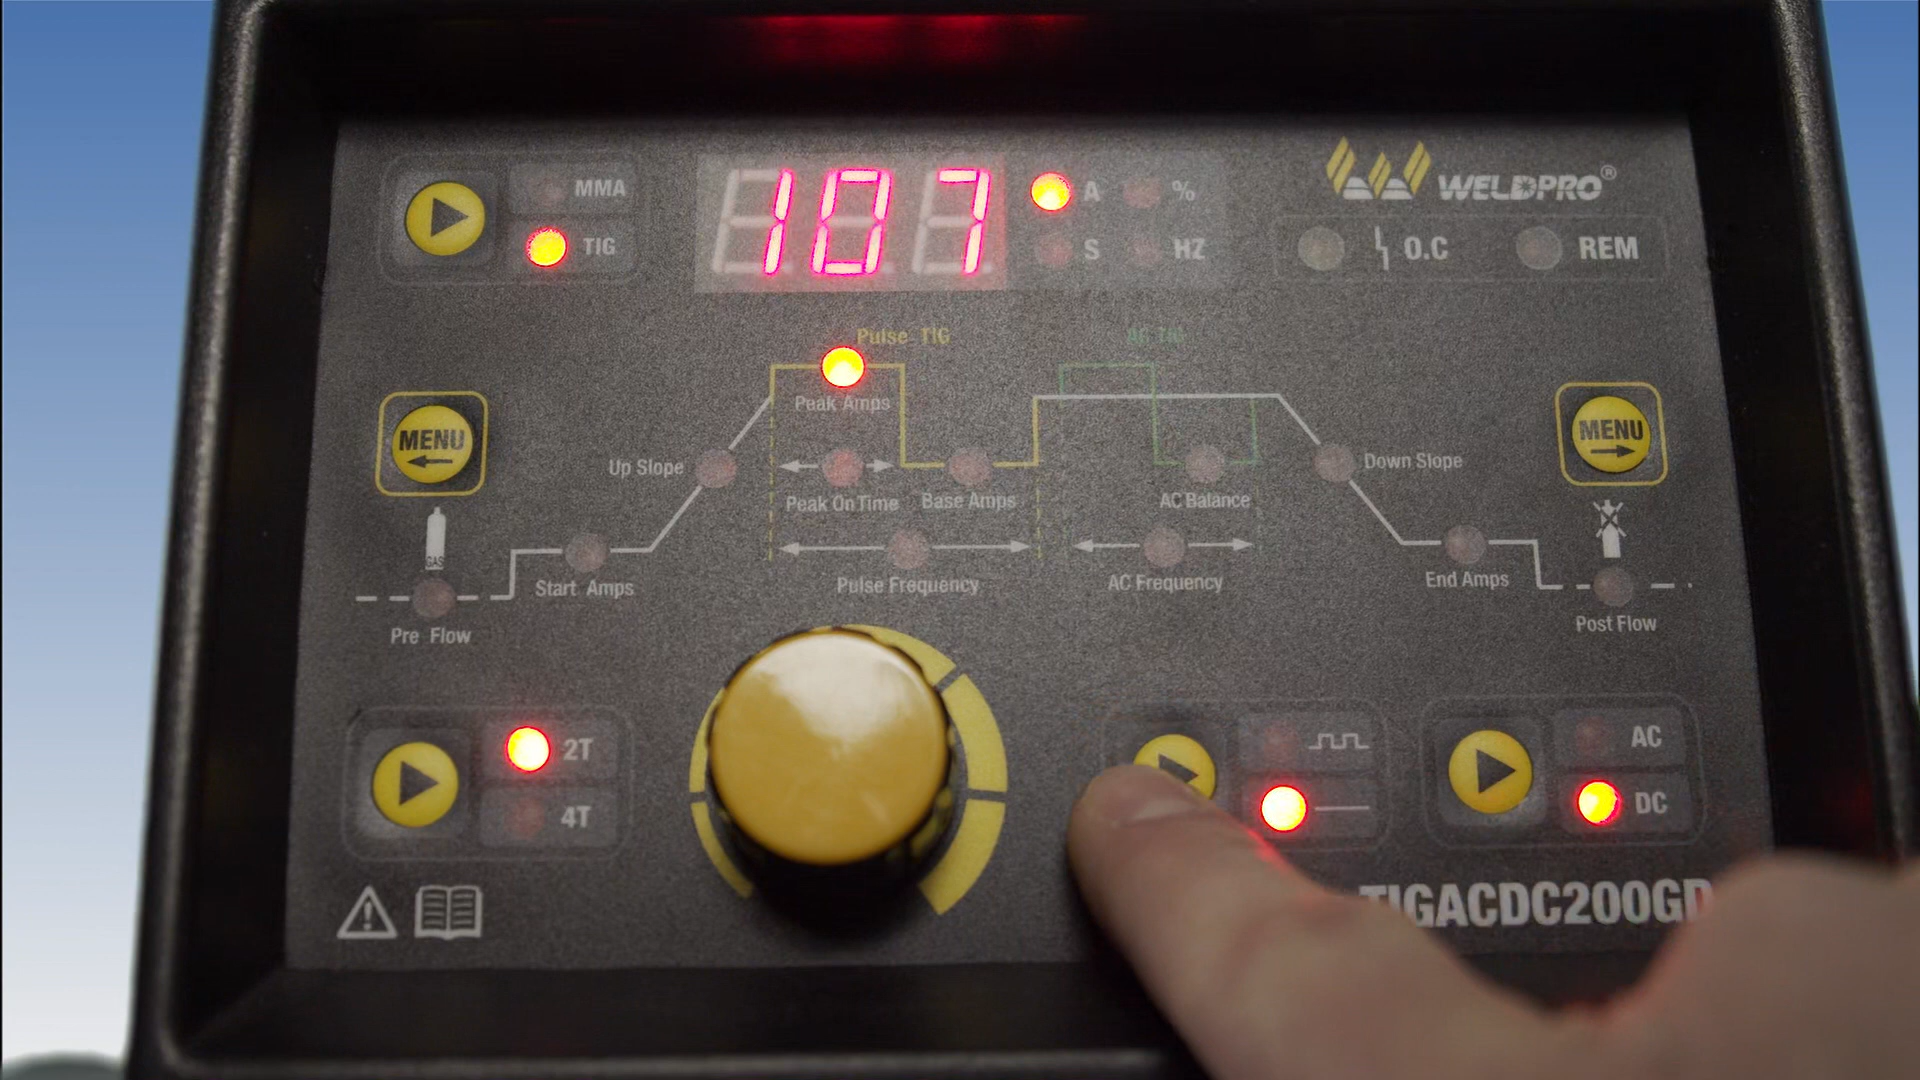 MMA
TIG
107
A
%
S
HZ
WELDPRO®
O.C
REM
Pulse TIG
AC TIG
MENU
Peak Amps
MENU
Up Slope
Down Slope
Peak On Time
Base Amps
AC Balance
GAS
Start Amps
Pulse Frequency
AC Frequency
End Amps
Pre Flow
Post Flow
2T
4T
AC
DC
TIGACDC200GD